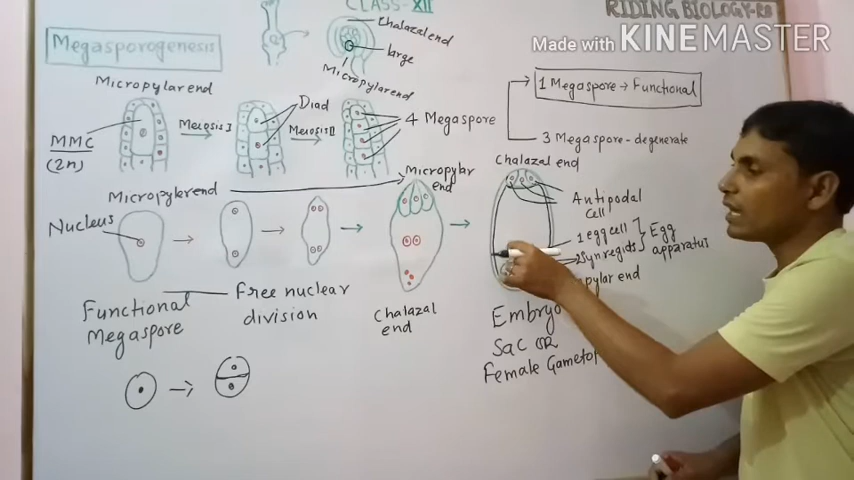 CLASS-XII
RIDING BIOLOGY-RB
Made with KINEMASTER
Megasporogenesis
Chalazal end
large
Micropylar end
Micropylar end
MMC
(2n)
Meiosis I
Diad
Meiosis II
4 Megaspore
1 Megaspore → Functional
3 Megaspore - degenerate
Micropylar end
Micropylar
end
Nucleus
Functional
Megaspore
Free nuclear
division
Chalazal
end
Chalazal end
Antipodal
cell
1 egg cell
2 Synregids
Egg
apparatus
pylar end
Embryo
Sac OR
Female Gametop